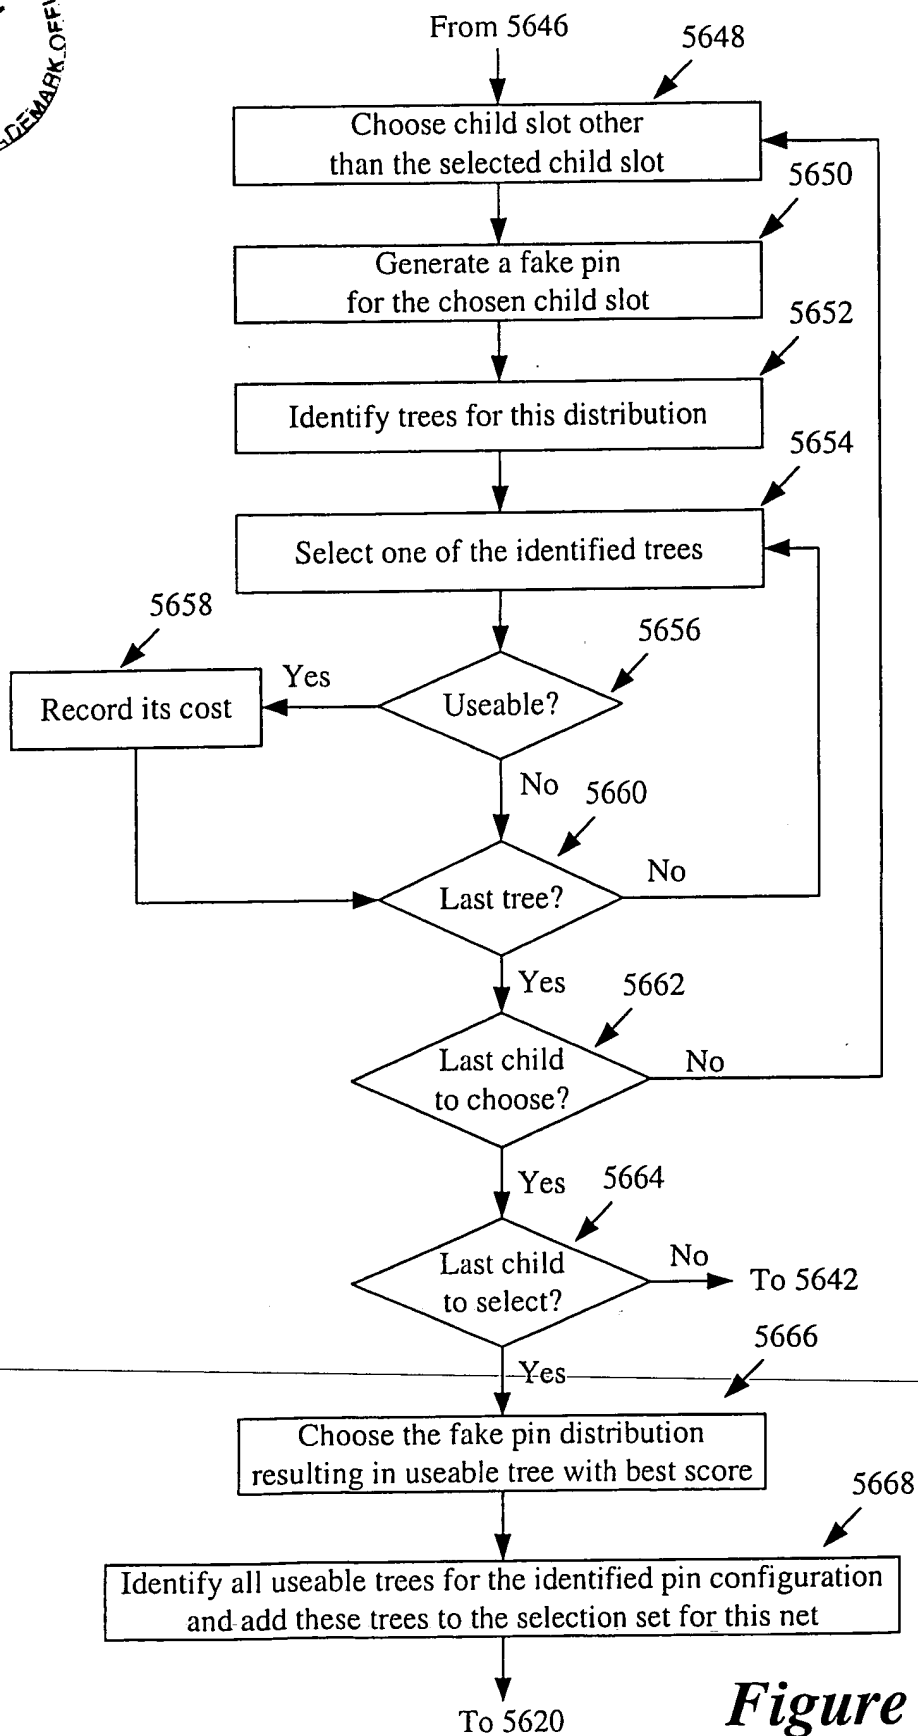 From 5646
5648
Choose child slot other
than the selected child slot
5650
Generate a fake pin
for the chosen child slot
5652
Identify trees for this distribution
5654
Select one of the identified trees
5658
5656
Record its cost
Yes
Useable?
No
5660
Last tree?
No
Yes
5662
Last child
to choose?
No
Yes
5664
Last child
to select?
No
To 5642
Yes
5666
Choose the fake pin distribution
resulting in useable tree with best score
5668
Identify all useable trees for the identified pin configuration
and add these trees to the selection set for this net
To 5620
Figure